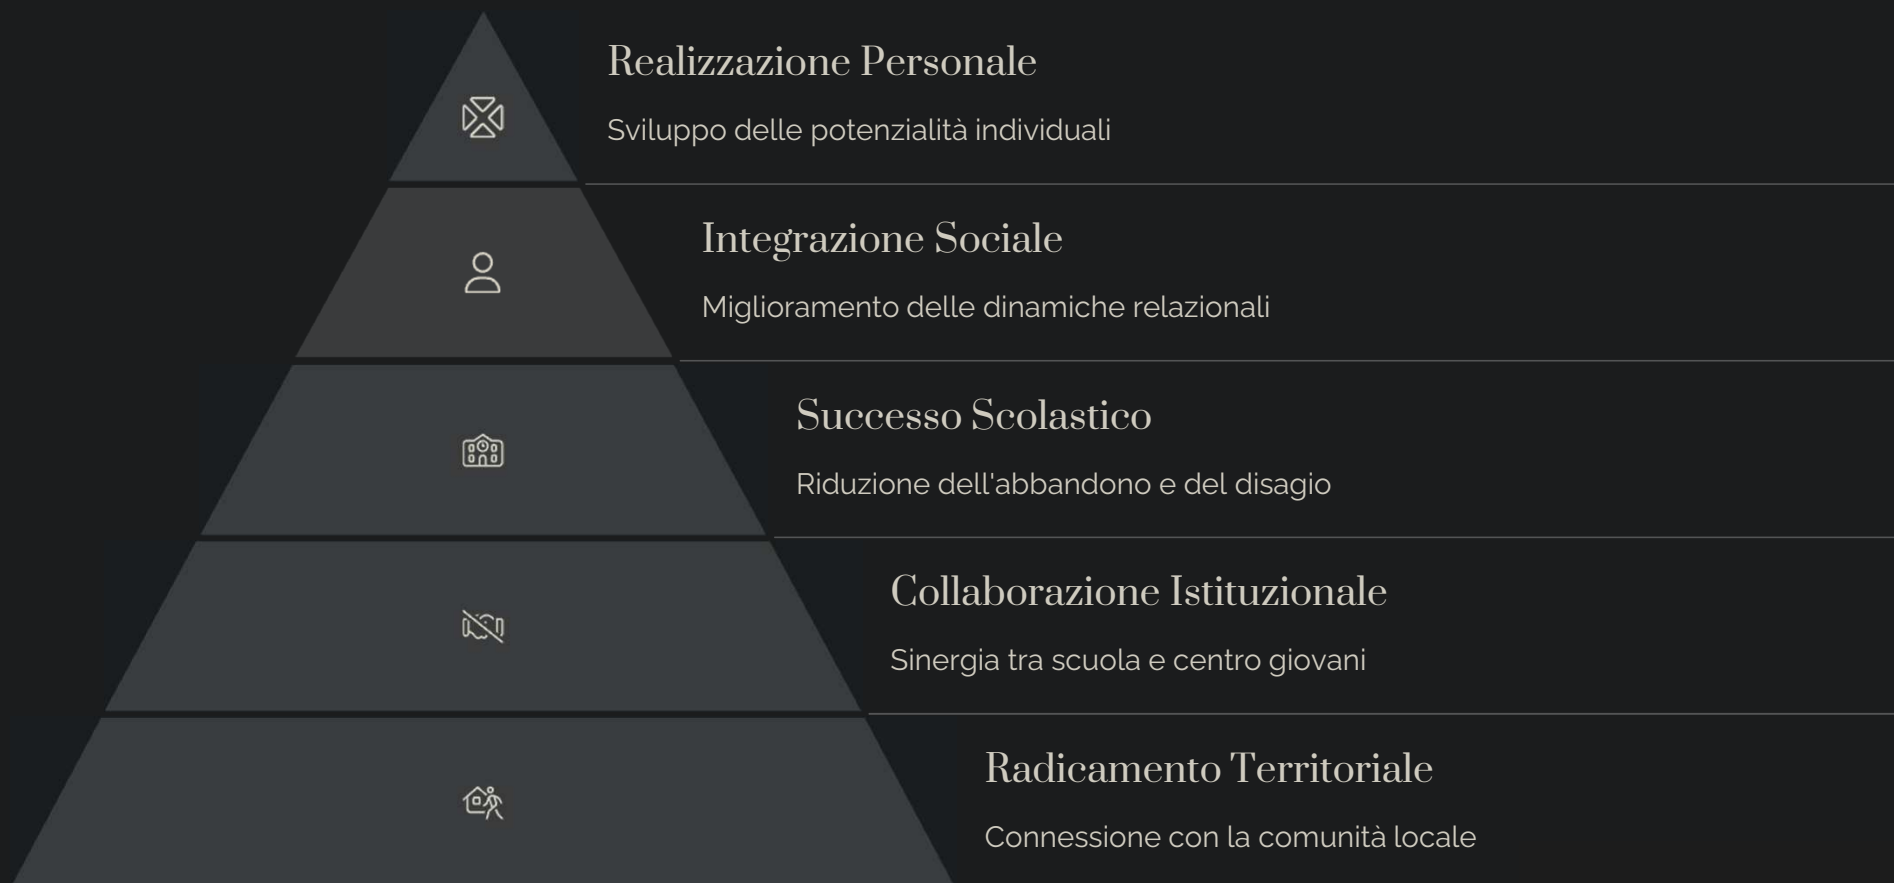 Realizzazione Personale
Sviluppo delle potenzialità individuali
Integrazione Sociale
Miglioramento delle dinamiche relazionali
Successo Scolastico
Riduzione dell'abbandono e del disagio
Collaborazione Istituzionale
Sinergia tra scuola e centro giovani
Radicamento Territoriale
Connessione con la comunità locale